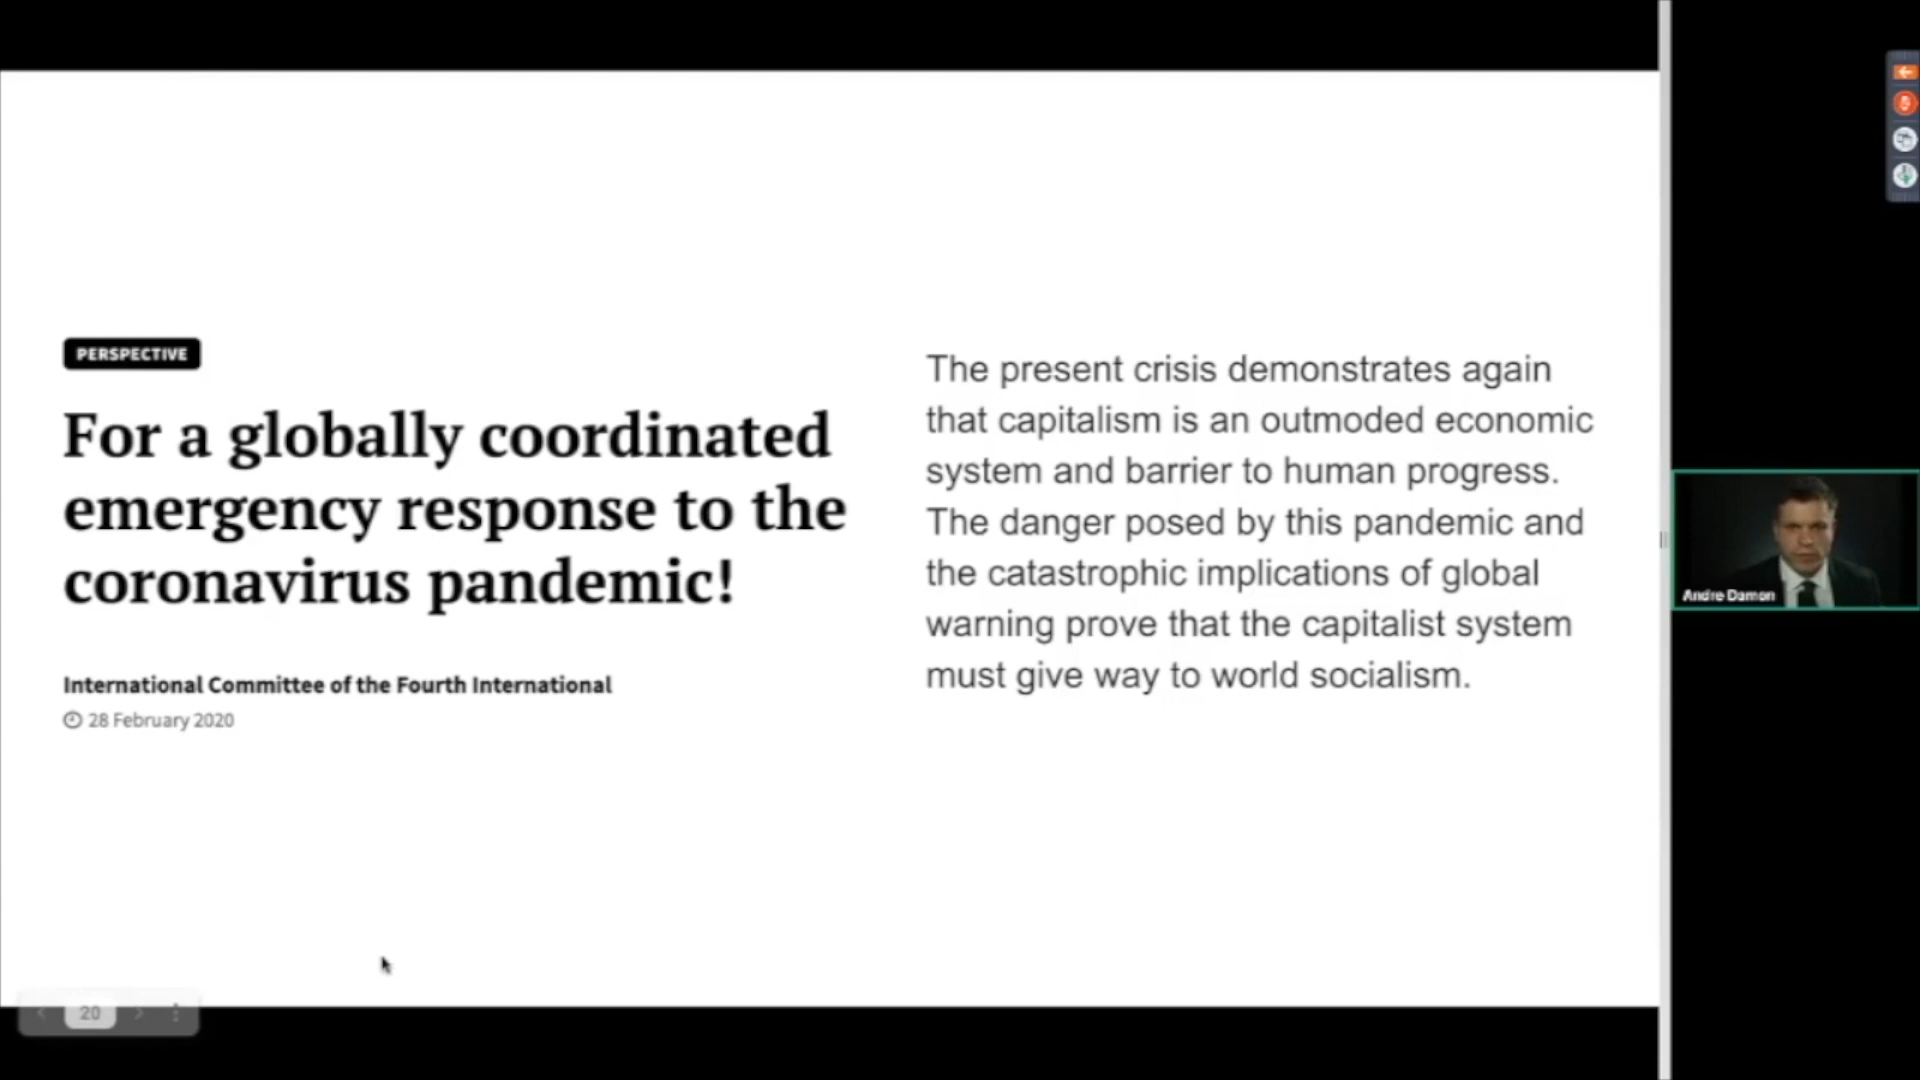 PERSPECTIVE
For a globally coordinated
emergency response to the
coronavirus pandemic!
International Committee of the Fourth International
28 February 2020
The present crisis demonstrates again
that capitalism is an outmoded economic
system and barrier to human progress.
The danger posed by this pandemic and
the catastrophic implications of global
warning prove that the capitalist system
must give way to world socialism.
Andre Damon
20